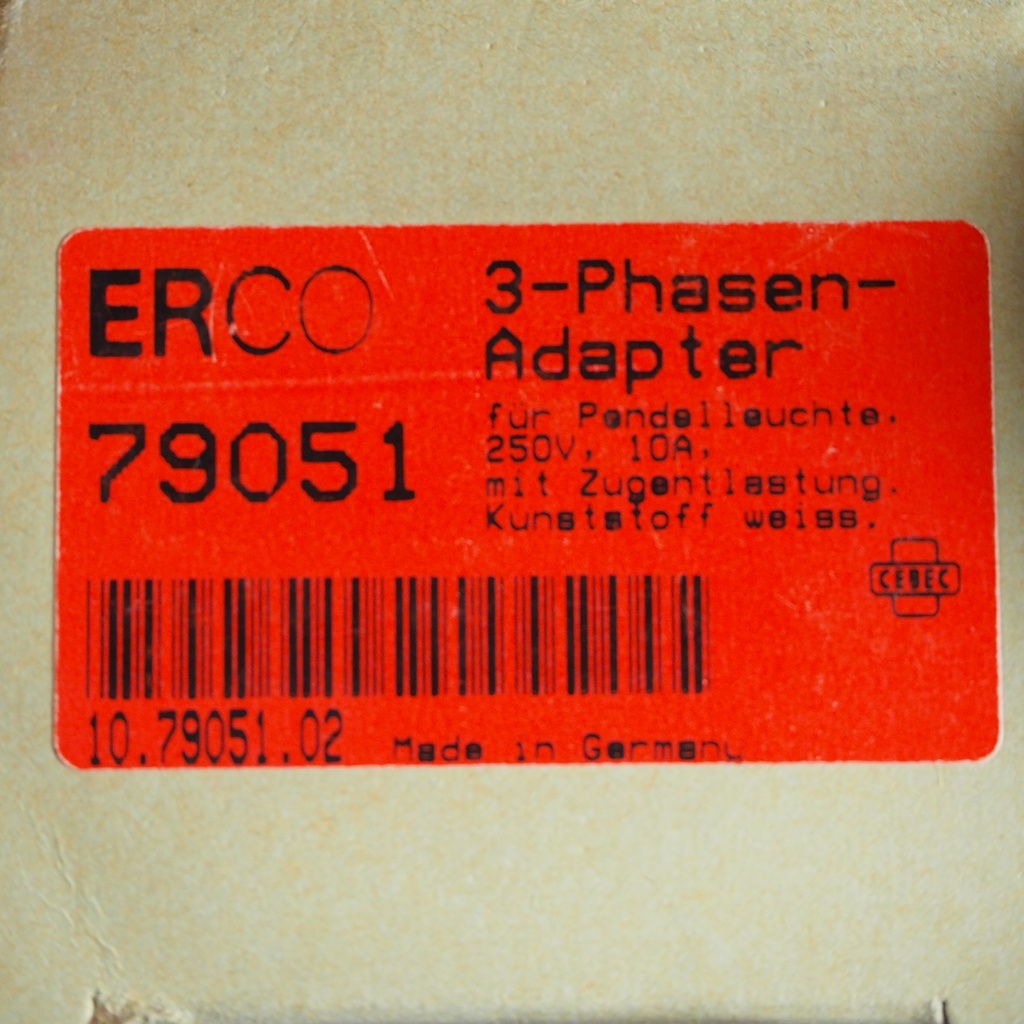 ERCO
79051
3-Phasen-
Adapter
für Pendelleuchte,
250V, 10A,
mit Zugentlastung.
Kunststoff weiss.
CEBEC
10.79051.02
Made in Germany